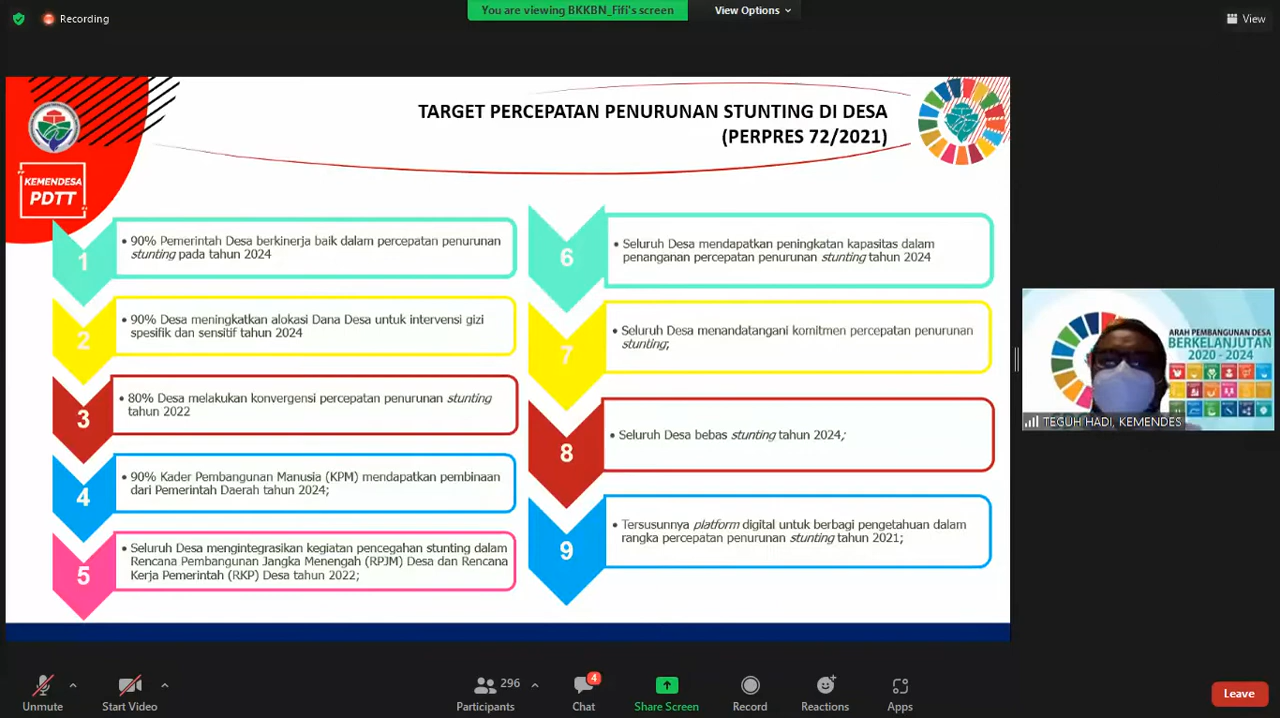 Recording
You are viewing BKKBN_Fifi's screen
View Options
View
TARGET PERCEPATAN PENURUNAN STUNTING DI DESA
(PERPRES 72/2021)
KEMENDESA
PDTT
1
• 90% Pemerintah Desa berkinerja baik dalam percepatan penurunan
stunting pada tahun 2024
2
• 90% Desa meningkatkan alokasi Dana Desa untuk intervensi gizi
spesifik dan sensitif tahun 2024
3
• 80% Desa melakukan konvergensi percepatan penurunan stunting
tahun 2022
4
• 90% Kader Pembangunan Manusia (KPM) mendapatkan pembinaan
dari Pemerintah Daerah tahun 2024;
5
• Seluruh Desa mengintegrasikan kegiatan pencegahan stunting dalam
Rencana Pembangunan Jangka Menengah (RPJM) Desa dan Rencana
Kerja Pemerintah (RKP) Desa tahun 2022;
6
• Seluruh Desa mendapatkan peningkatan kapasitas dalam
penanganan percepatan penurunan stunting tahun 2024
7
• Seluruh Desa menandatangani komitmen percepatan penurunan
stunting;
8
• Seluruh Desa bebas stunting tahun 2024;
9
• Tersusunnya platform digital untuk berbagi pengetahuan dalam
rangka percepatan penurunan stunting tahun 2021;
ARAH PEMBANGUNAN DESA
BERKELANJUTAN
2020 - 2024
TEGUH HADI, KEMENDES
Unmute
Start Video
296
Participants
4
Chat
Share Screen
Record
Reactions
Apps
Leave